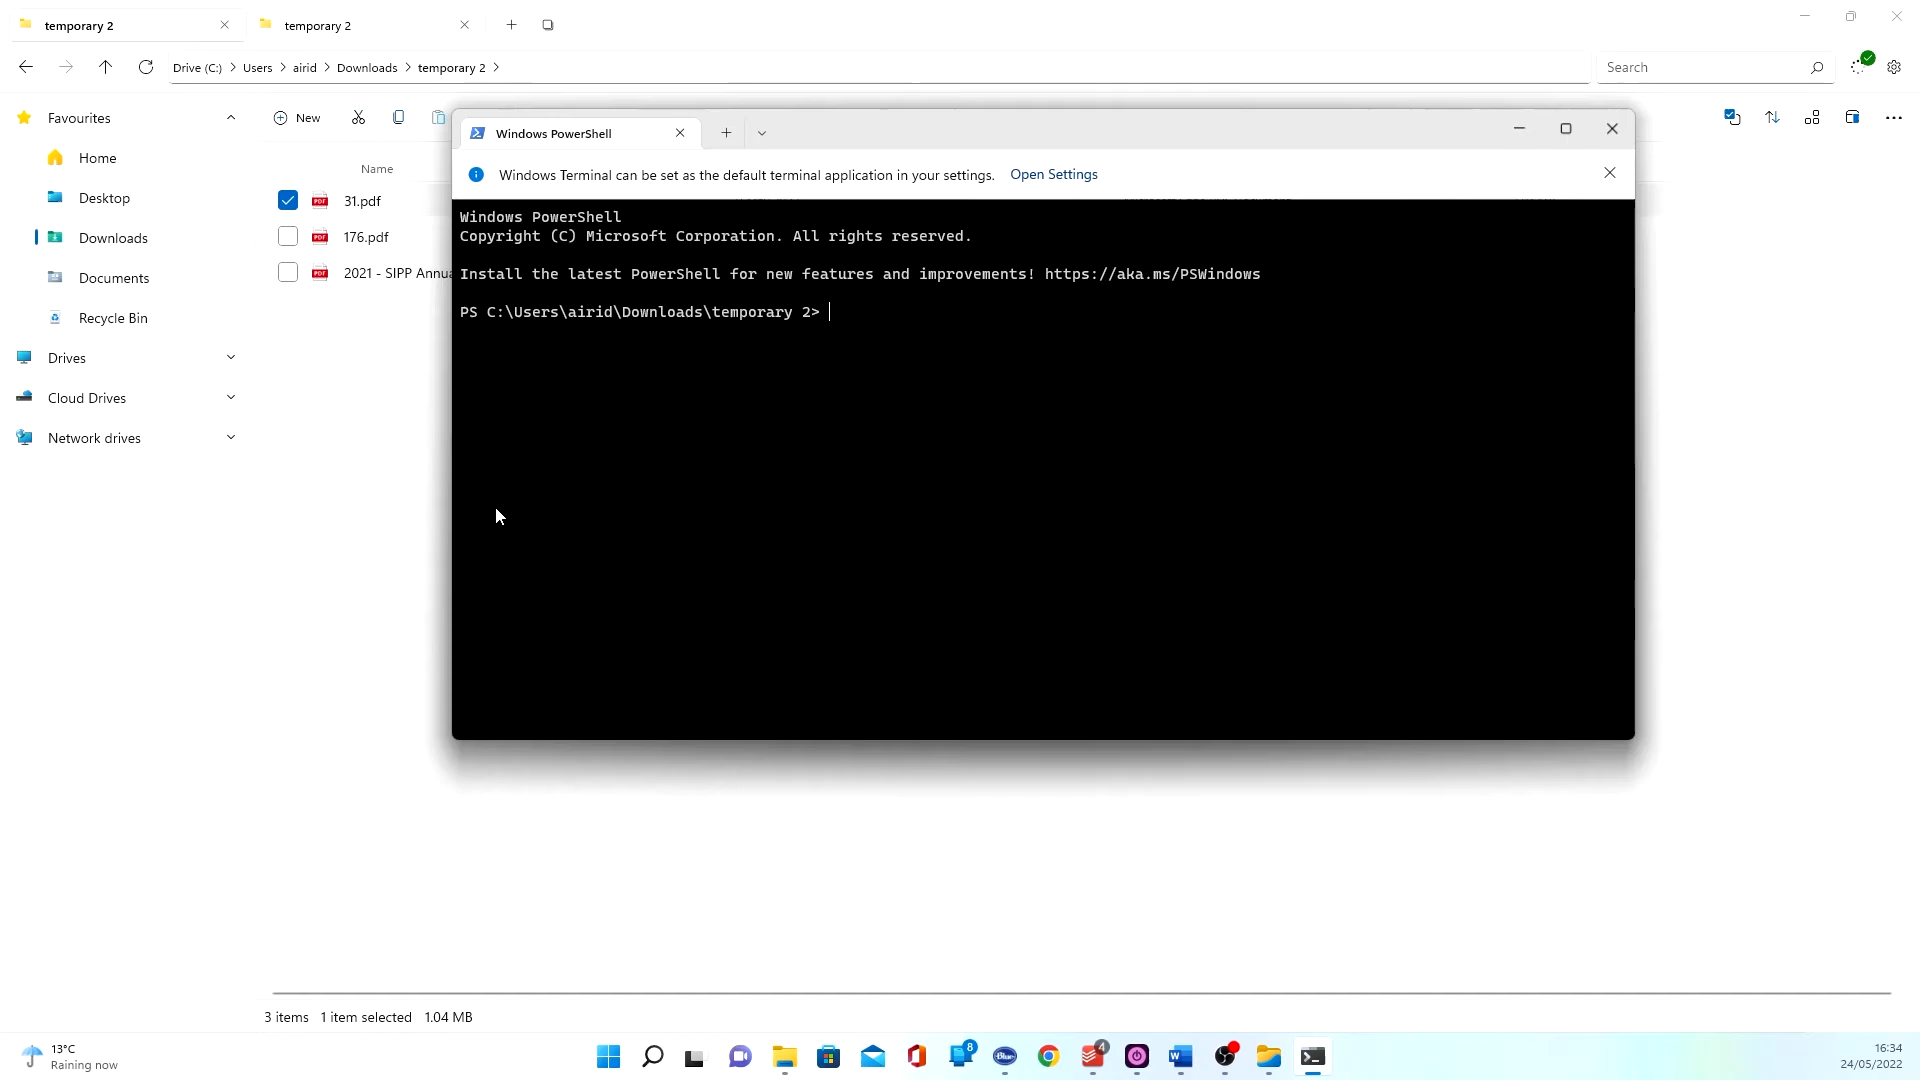 temporary 2
temporary 2
Drive (C:) > Users > airid > Downloads > temporary 2 >
Search
Favourites
Home
Desktop
Downloads
Documents
Recycle Bin
Drives
Cloud Drives
Network drives
New
Name
31.pdf
176.pdf
2021 - SIPP Annua
Windows PowerShell
Windows Terminal can be set as the default terminal application in your settings. Open Settings
Windows PowerShell
Copyright (C) Microsoft Corporation. All rights reserved.
Install the latest PowerShell for new features and improvements! https://aka.ms/PSWindows
PS C:\Users\airid\Downloads\temporary 2>
3 items 1 item selected 1.04 MB
13°C
Raining now
8
Blue
4
16:34
24/05/2022